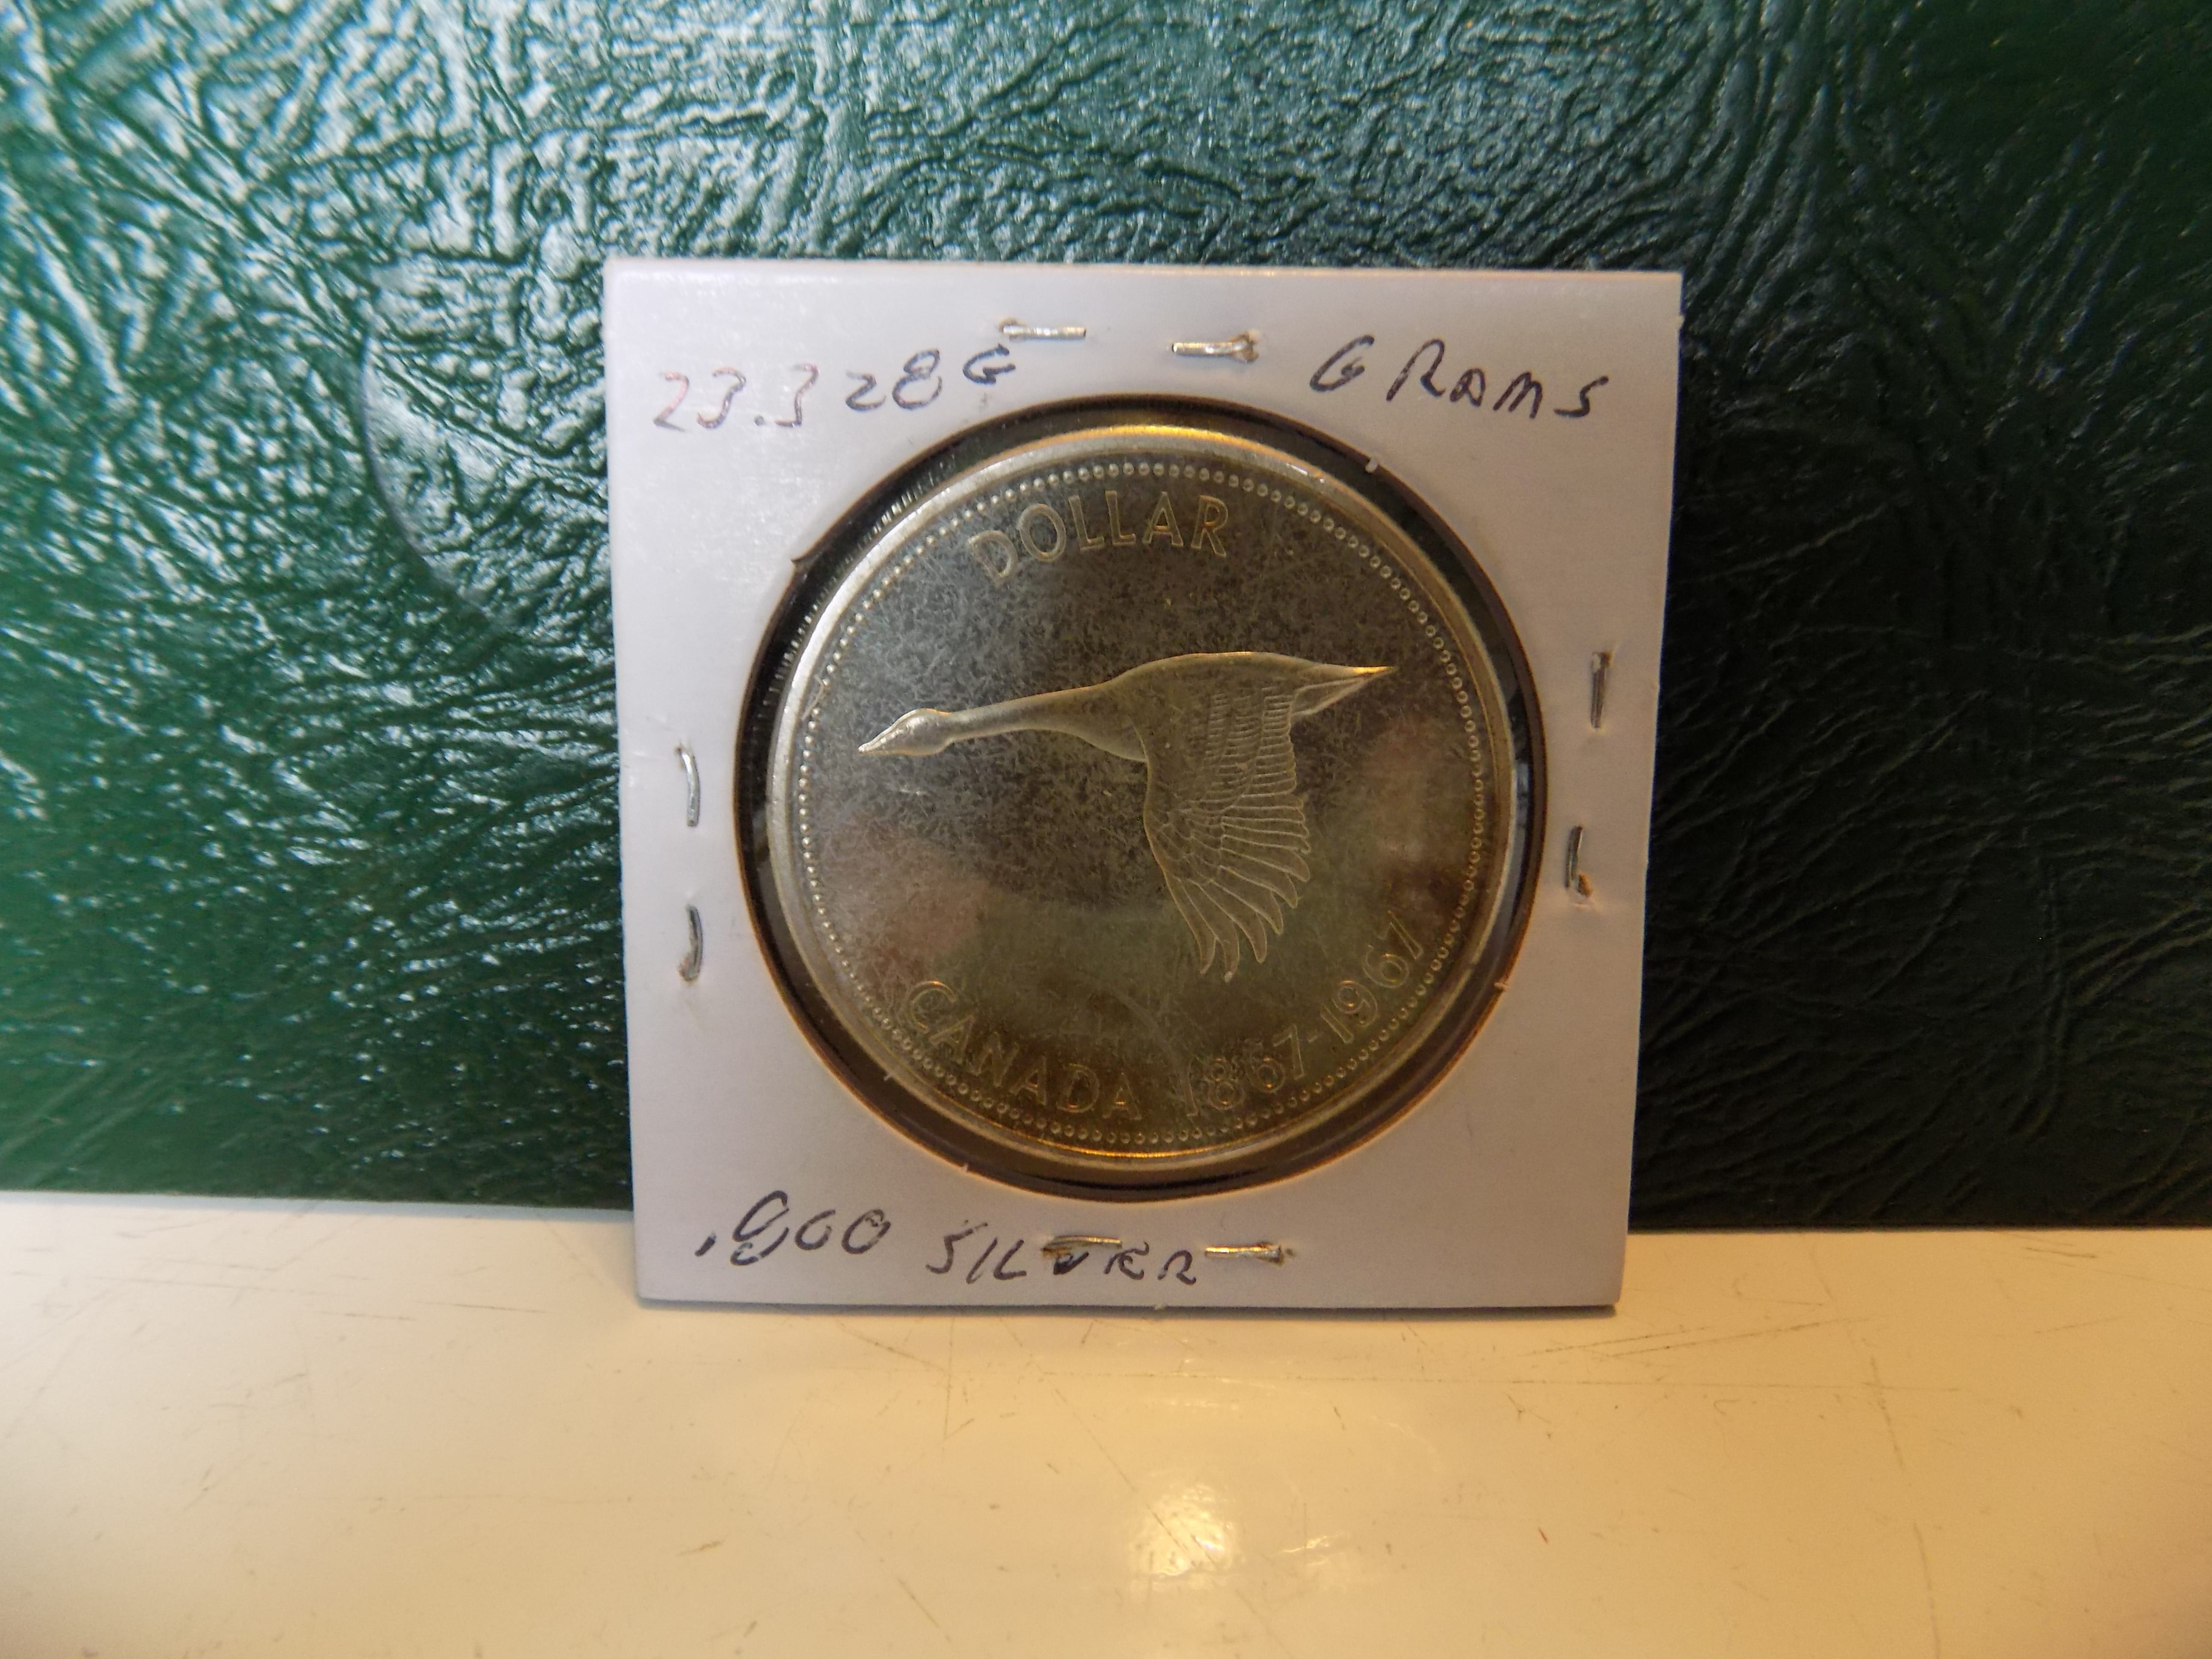 23.328G GRAMS
DOLLAR
CANADA 1867-1967
.800 SILVER